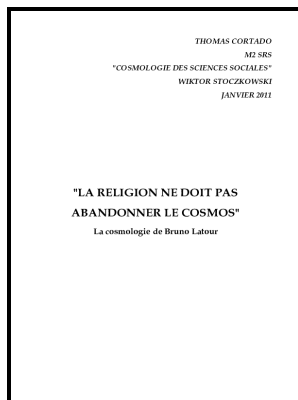 THOMAS CORTADO
M2 SRS
"COSMOLOGIE DES SCIENCES SOCIALES"
WIKTOR STOCZKOWSKI
JANVIER 2011
"LA RELIGION NE DOIT PAS
ABANDONNER LE COSMOS"
La cosmologie de Bruno Latour